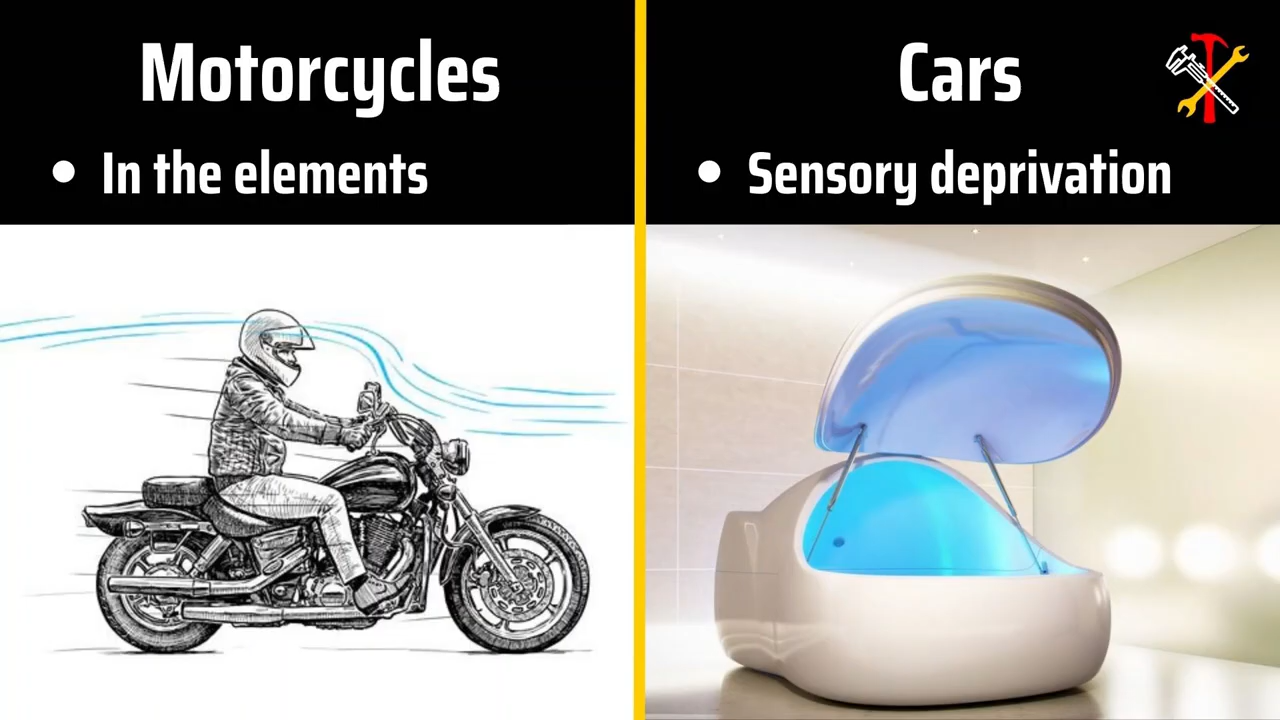 Motorcycles
• In the elements
Cars
• Sensory deprivation